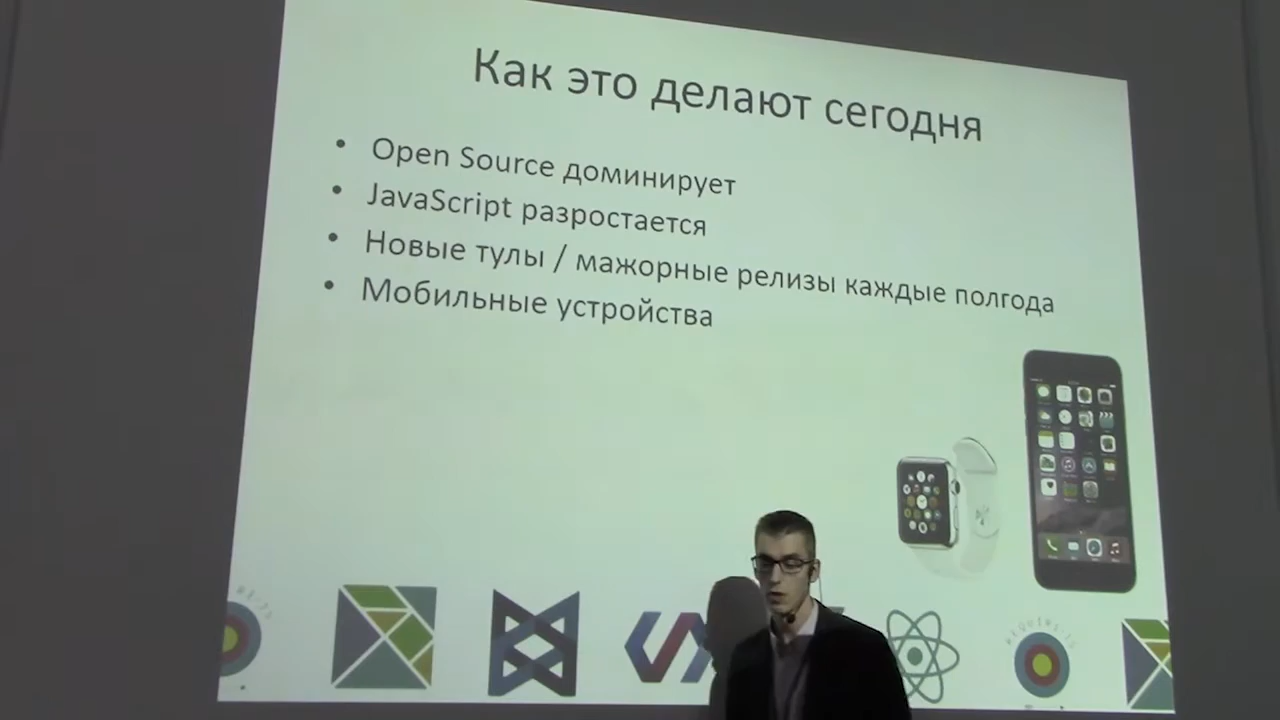 Как это делают сегодня
• Open Source доминирует
• JavaScript разростается
• Новые тулы / мажорные релизы каждые полгода
• Мобильные устройства